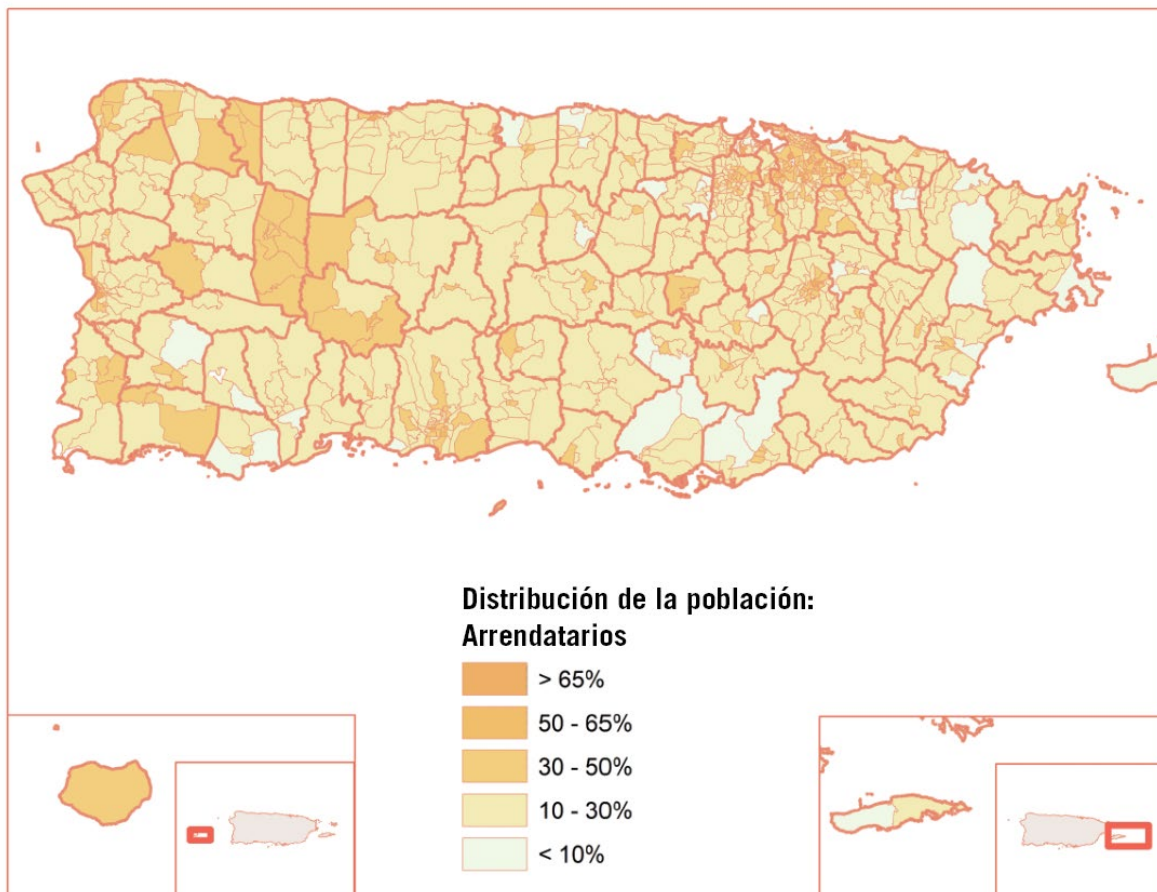 Distribución de la población:
Arrendatarios
> 65%
50 - 65%
30 - 50%
10 - 30%
< 10%